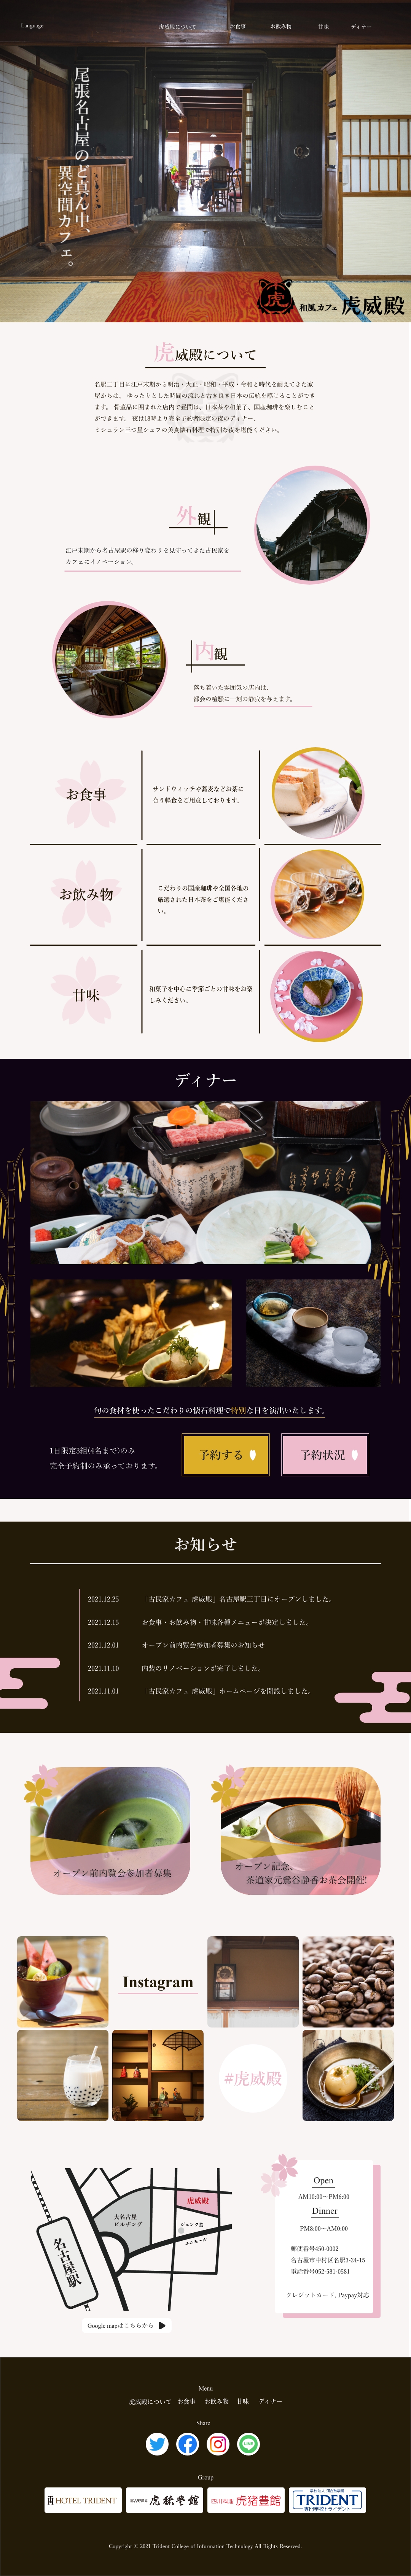 Language
虎威殿について お食事 お飲み物 甘味 ディナー
尾張名古屋のど真ん中、
異空間カフェ。
和風カフェ 虎威殿
虎威殿について
名駅三丁目に江戸末期から明治・大正・昭和・平成・令和と時代を耐えてきた家
屋からは、 ゆったりとした時間の流れと古き良き日本の伝統を感じることができ
ます。 骨董品に囲まれた店内で昼間は、日本茶や和菓子、国産珈琲を楽しむこと
ができます。 夜は18時より完全予約者限定の夜のディナー、
ミシュラン三つ星シェフの美食懐石料理で特別な夜を堪能ください。
外観
江戸末期から名古屋駅の移り変わりを見守ってきた古民家を
カフェにイノベーション。
内観
落ち着いた雰囲気の店内は、
都会の喧騒に一刻の静寂を与えます。
お食事
サンドウィッチや蕎麦などお茶に
合う軽食をご用意しております。
お飲み物
こだわりの国産珈琲や全国各地の
厳選された日本茶をご堪能くださ
い。
甘味
和菓子を中心に季節ごとの甘味をお楽
しみください。
ディナー
旬の食材を使ったこだわりの懐石料理で特別な日を演出いたします。
1日限定3組(4名まで)のみ
完全予約制のみ承っております。
予約する
予約状況
お知らせ
2021.12.25 「古民家カフェ 虎威殿」名古屋駅三丁目にオープンしました。
2021.12.15 お食事・お飲み物・甘味各種メニューが決定しました。
2021.12.01 オープン前内覧会参加者募集のお知らせ
2021.11.10 内装のリノベーションが完了しました。
2021.11.01 「古民家カフェ 虎威殿」ホームページを開設しました。
オープン前内覧会参加者募集
オープン記念、
茶道家元鶯谷静香お茶会開催!
Instagram
#虎威殿
名古屋駅
大名古屋
ビルヂング
虎威殿
ジュンク堂
ユニモール
Google mapはこちらから
Open
AM10:00〜PM6:00
Dinner
PM8:00〜AM0:00
郵便番号450-0002
名古屋市中村区名駅3-24-15
電話番号052-581-0581
クレジットカード, Paypay対応
Menu
虎威殿について お食事 お飲み物 甘味 ディナー
Share
Group
HOTEL TRIDENT
四川料理 虎猪豊館
TRIDENT
専門学校トライデント
Copyright © 2021 Trident College of Information Technology All Rights Reserved.